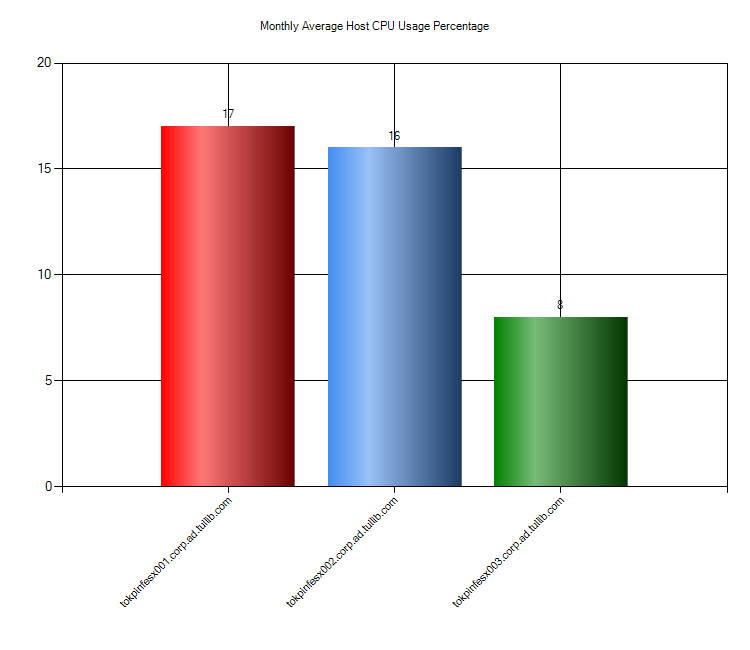 Monthly Average Host CPU Usage Percentage
20
17
16
15
10
8
5
0
tokpinfesx001.corp.ad.tullib.com
tokpinfesx002.corp.ad.tullib.com
tokpinfesx003.corp.ad.tullib.com